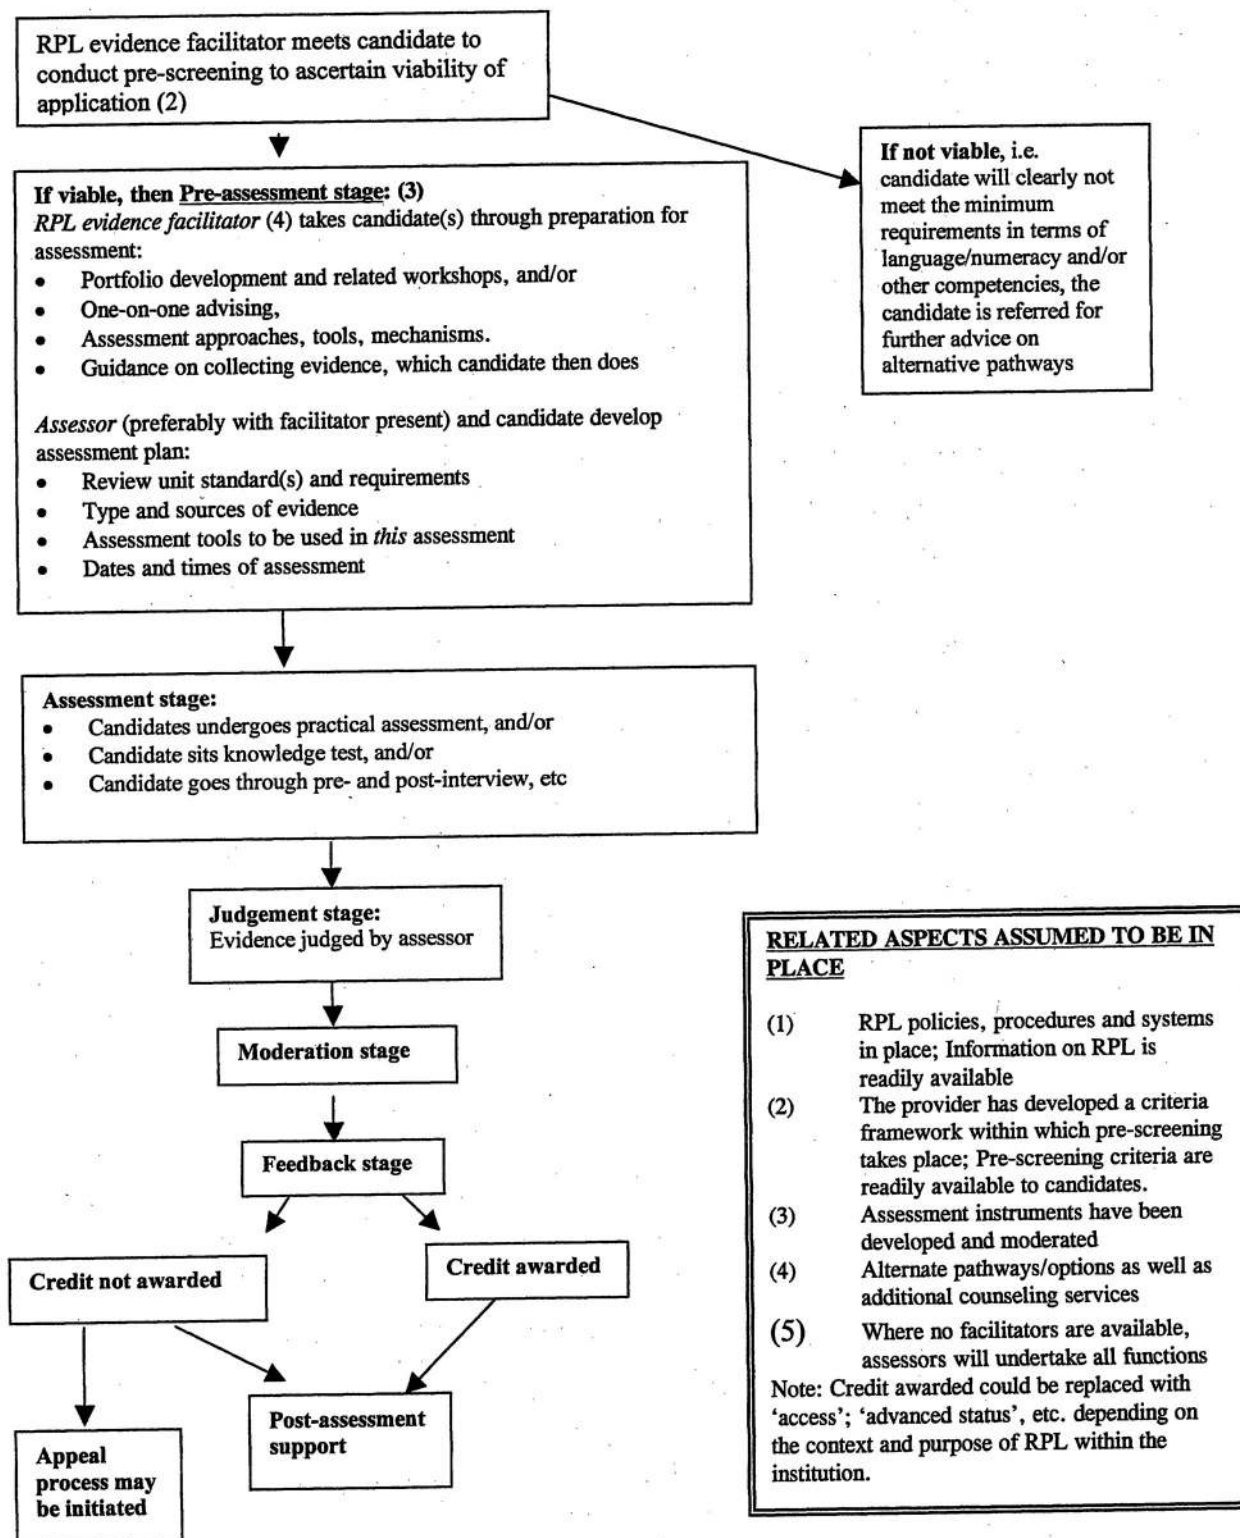 RPL evidence facilitator meets candidate to
conduct pre-screening to ascertain viability of
application (2)
If not viable, i.e.
candidate will clearly not
meet the minimum
requirements in terms of
language/numeracy and/or
other competencies, the
candidate is referred for
further advice on
alternative pathways
If viable, then Pre-assessment stage: (3)
RPL evidence facilitator (4) takes candidate(s) through preparation for
assessment:
• Portfolio development and related workshops, and/or
• One-on-one advising,
• Assessment approaches, tools, mechanisms.
• Guidance on collecting evidence, which candidate then does
Assessor (preferably with facilitator present) and candidate develop
assessment plan:
• Review unit standard(s) and requirements
• Type and sources of evidence
• Assessment tools to be used in this assessment
• Dates and times of assessment
Assessment stage:
• Candidates undergoes practical assessment, and/or
• Candidate sits knowledge test, and/or
• Candidate goes through pre- and post-interview, etc
Judgement stage:
Evidence judged by assessor
Moderation stage
Feedback stage
Credit not awarded
Credit awarded
Post-assessment
support
Appeal
process may
be initiated
RELATED ASPECTS ASSUMED TO BE IN
PLACE
(1) RPL policies, procedures and systems
in place; Information on RPL is
readily available
(2) The provider has developed a criteria
framework within which pre-screening
takes place; Pre-screening criteria are
readily available to candidates.
(3) Assessment instruments have been
developed and moderated
(4) Alternate pathways/options as well as
additional counseling services
(5) Where no facilitators are available,
assessors will undertake all functions
Note: Credit awarded could be replaced with
‘access’; ‘advanced status’, etc. depending on
the context and purpose of RPL within the
institution.